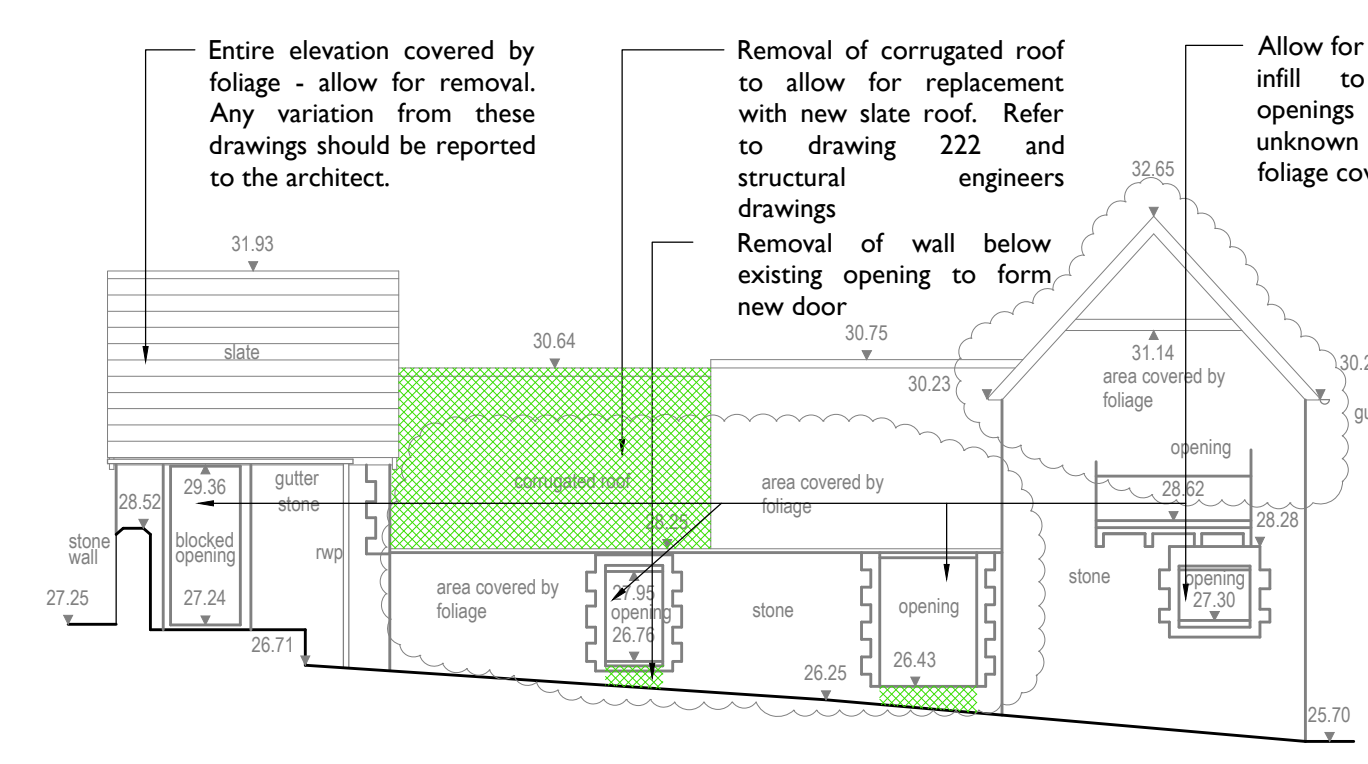 Entire elevation covered by
foliage - allow for removal.
Any variation from these
drawings should be reported
to the architect.
Removal of corrugated roof
to allow for replacement
with new slate roof. Refer
to drawing 222 and
structural engineers
drawings
Removal of wall below
existing opening to form
new door
Allow for
infill to
openings
unknown
foliage cov
32.65
31.93
30.64
30.75
31.14
30.23
30.2
slate
area covered by
foliage
gu
opening
29.36
gutter
stone
corrugated roof
area covered by
foliage
28.62
28.52
28.25
28.28
stone
wall
blocked
opening
rwp
area covered by
foliage
27.95
opening
26.76
stone
opening
stone
opening
27.30
27.25
27.24
26.71
26.43
26.25
25.70